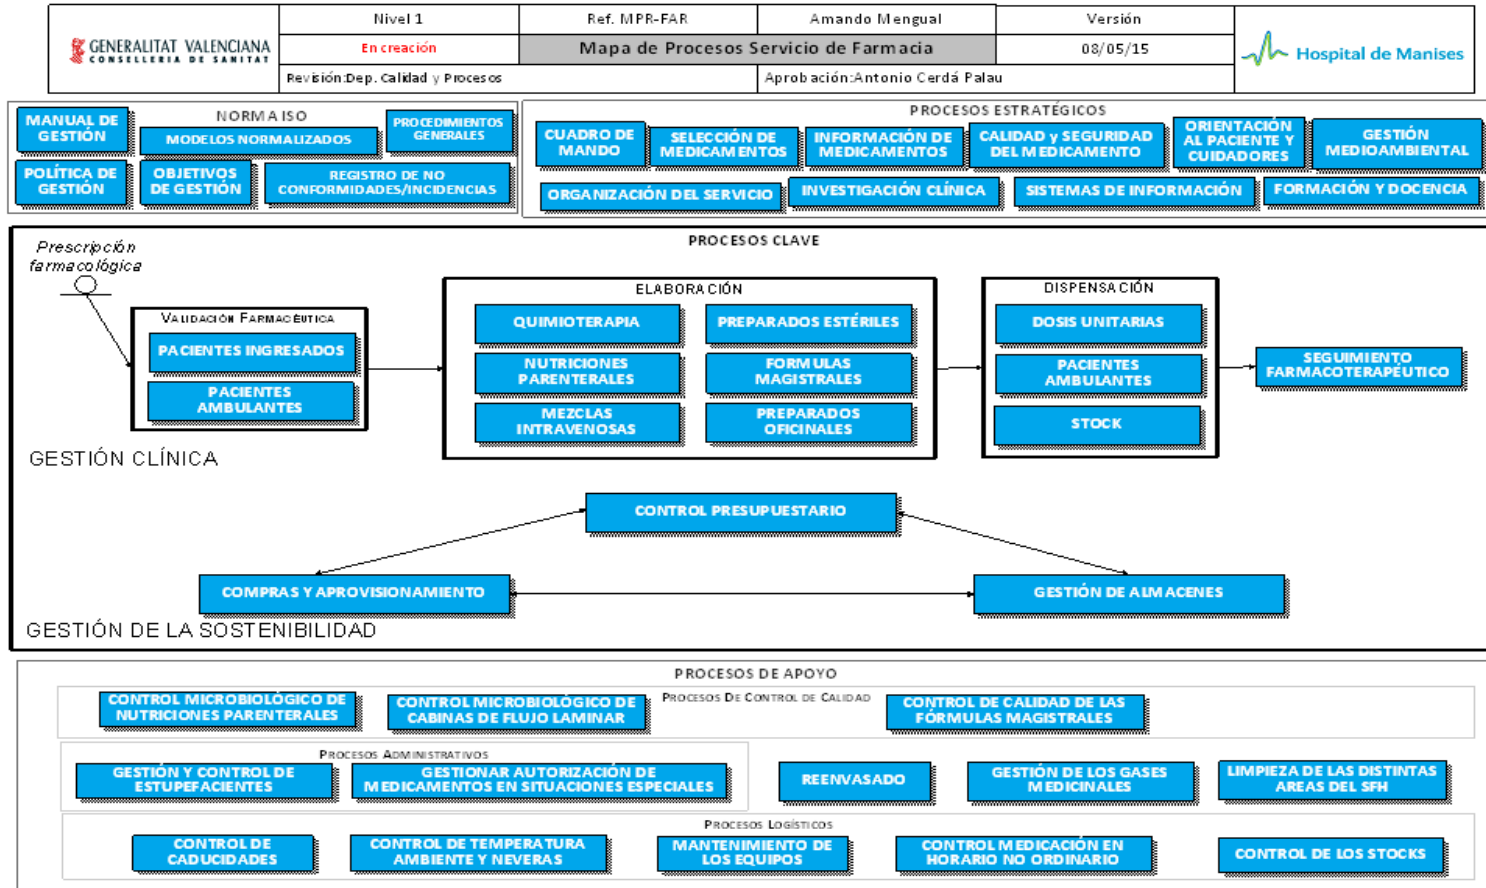 GENERALITAT VALENCIANA
CONSELLERIA DE SANITAT
Nivel 1
Ref. MPR-FAR
Amando Mengual
Versión
En creación
Mapa de Procesos Servicio de Farmacia
08/05/15
Revisión:Dep. Calidad y Procesos
Aprobación:Antonio Cerdá Palau
Hospital de Manises
NORMA ISO
MANUAL DE
GESTIÓN
MODELOS NORMALIZADOS
PROCEDIMIENTOS
GENERALES
POLÍTICA DE
GESTIÓN
OBJETIVOS
DE GESTIÓN
REGISTRO DE NO
CONFORMIDADES/INCIDENCIAS
PROCESOS ESTRATÉGICOS
CUADRO DE
MANDO
SELECCIÓN DE
MEDICAMENTOS
INFORMACIÓN DE
MEDICAMENTOS
CALIDAD y SEGURIDAD
DEL MEDICAMENTO
ORIENTACIÓN
AL PACIENTE Y
CUIDADORES
GESTIÓN
MEDIOAMBIENTAL
ORGANIZACIÓN DEL SERVICIO
INVESTIGACIÓN CLÍNICA
SISTEMAS DE INFORMACIÓN
FORMACIÓN Y DOCENCIA
PROCESOS CLAVE
Prescripción
farmacológica
VALIDACIÓN FARMACÉUTICA
PACIENTES INGRESADOS
PACIENTES
AMBULANTES
ELABORACIÓN
QUIMIOTERAPIA
PREPARADOS ESTÉRILES
NUTRICIONES
PARENTERALES
FORMULAS
MAGISTRALES
MEZCLAS
INTRAVENOSAS
PREPARADOS
OFICINALES
DISPENSACIÓN
DOSIS UNITARIAS
PACIENTES
AMBULANTES
STOCK
SEGUIMIENTO
FARMACOTERAPÉUTICO
GESTIÓN CLÍNICA
CONTROL PRESUPUESTARIO
COMPRAS Y APROVISIONAMIENTO
GESTIÓN DE ALMACENES
GESTIÓN DE LA SOSTENIBILIDAD
PROCESOS DE APOYO
PROCESOS DE CONTROL DE CALIDAD
CONTROL MICROBIOLÓGICO DE
NUTRICIONES PARENTERALES
CONTROL MICROBIOLÓGICO DE
CABINAS DE FLUJO LAMINAR
CONTROL DE CALIDAD DE LAS
FÓRMULAS MAGISTRALES
PROCESOS ADMINISTRATIVOS
GESTIÓN Y CONTROL DE
ESTUPEFACIENTES
GESTIONAR AUTORIZACIÓN DE
MEDICAMENTOS EN SITUACIONES ESPECIALES
REENVASADO
GESTIÓN DE LOS GASES
MEDICINALES
LIMPIEZA DE LAS DISTINTAS
AREAS DEL SFH
PROCESOS LOGÍSTICOS
CONTROL DE
CADUCIDADES
CONTROL DE TEMPERATURA
AMBIENTE Y NEVERAS
MANTENIMIENTO DE
LOS EQUIPOS
CONTROL MEDICACIÓN EN
HORARIO NO ORDINARIO
CONTROL DE LOS STOCKS